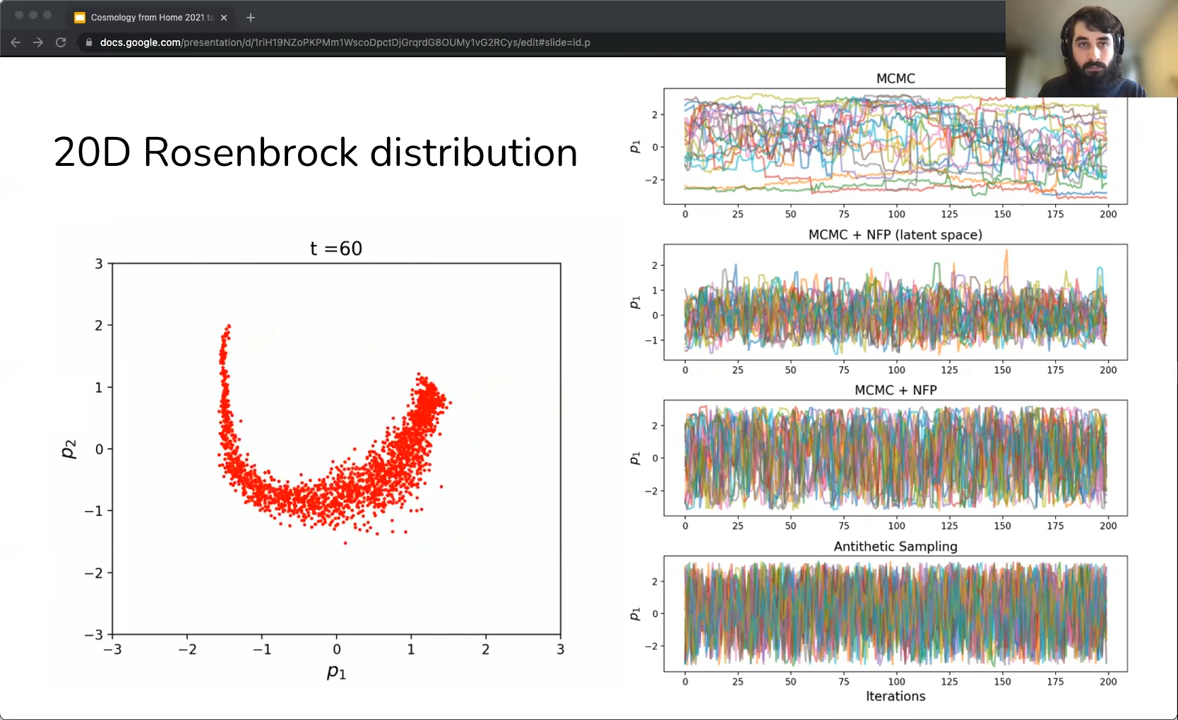 Cosmology from Home 2021 ta
docs.google.com/presentation/d/1riH19NZoPKPMm1WscoDpctDjGrqrdG8OUMy1vG2RCys/edit#slide=id.p
20D Rosenbrock distribution
t =60
3
2
1
0
−1
−2
−3
p₂
−3 −2 −1 0 1 2 3
p₁
MCMC
2
0
−2
p₁
0 25 50 75 100 125 150 175 200
MCMC + NFP (latent space)
2
1
0
−1
p₁
0 25 50 75 100 125 150 175 200
MCMC + NFP
2
0
−2
p₁
0 25 50 75 100 125 150 175 200
Antithetic Sampling
2
0
−2
p₁
0 25 50 75 100 125 150 175 200
Iterations